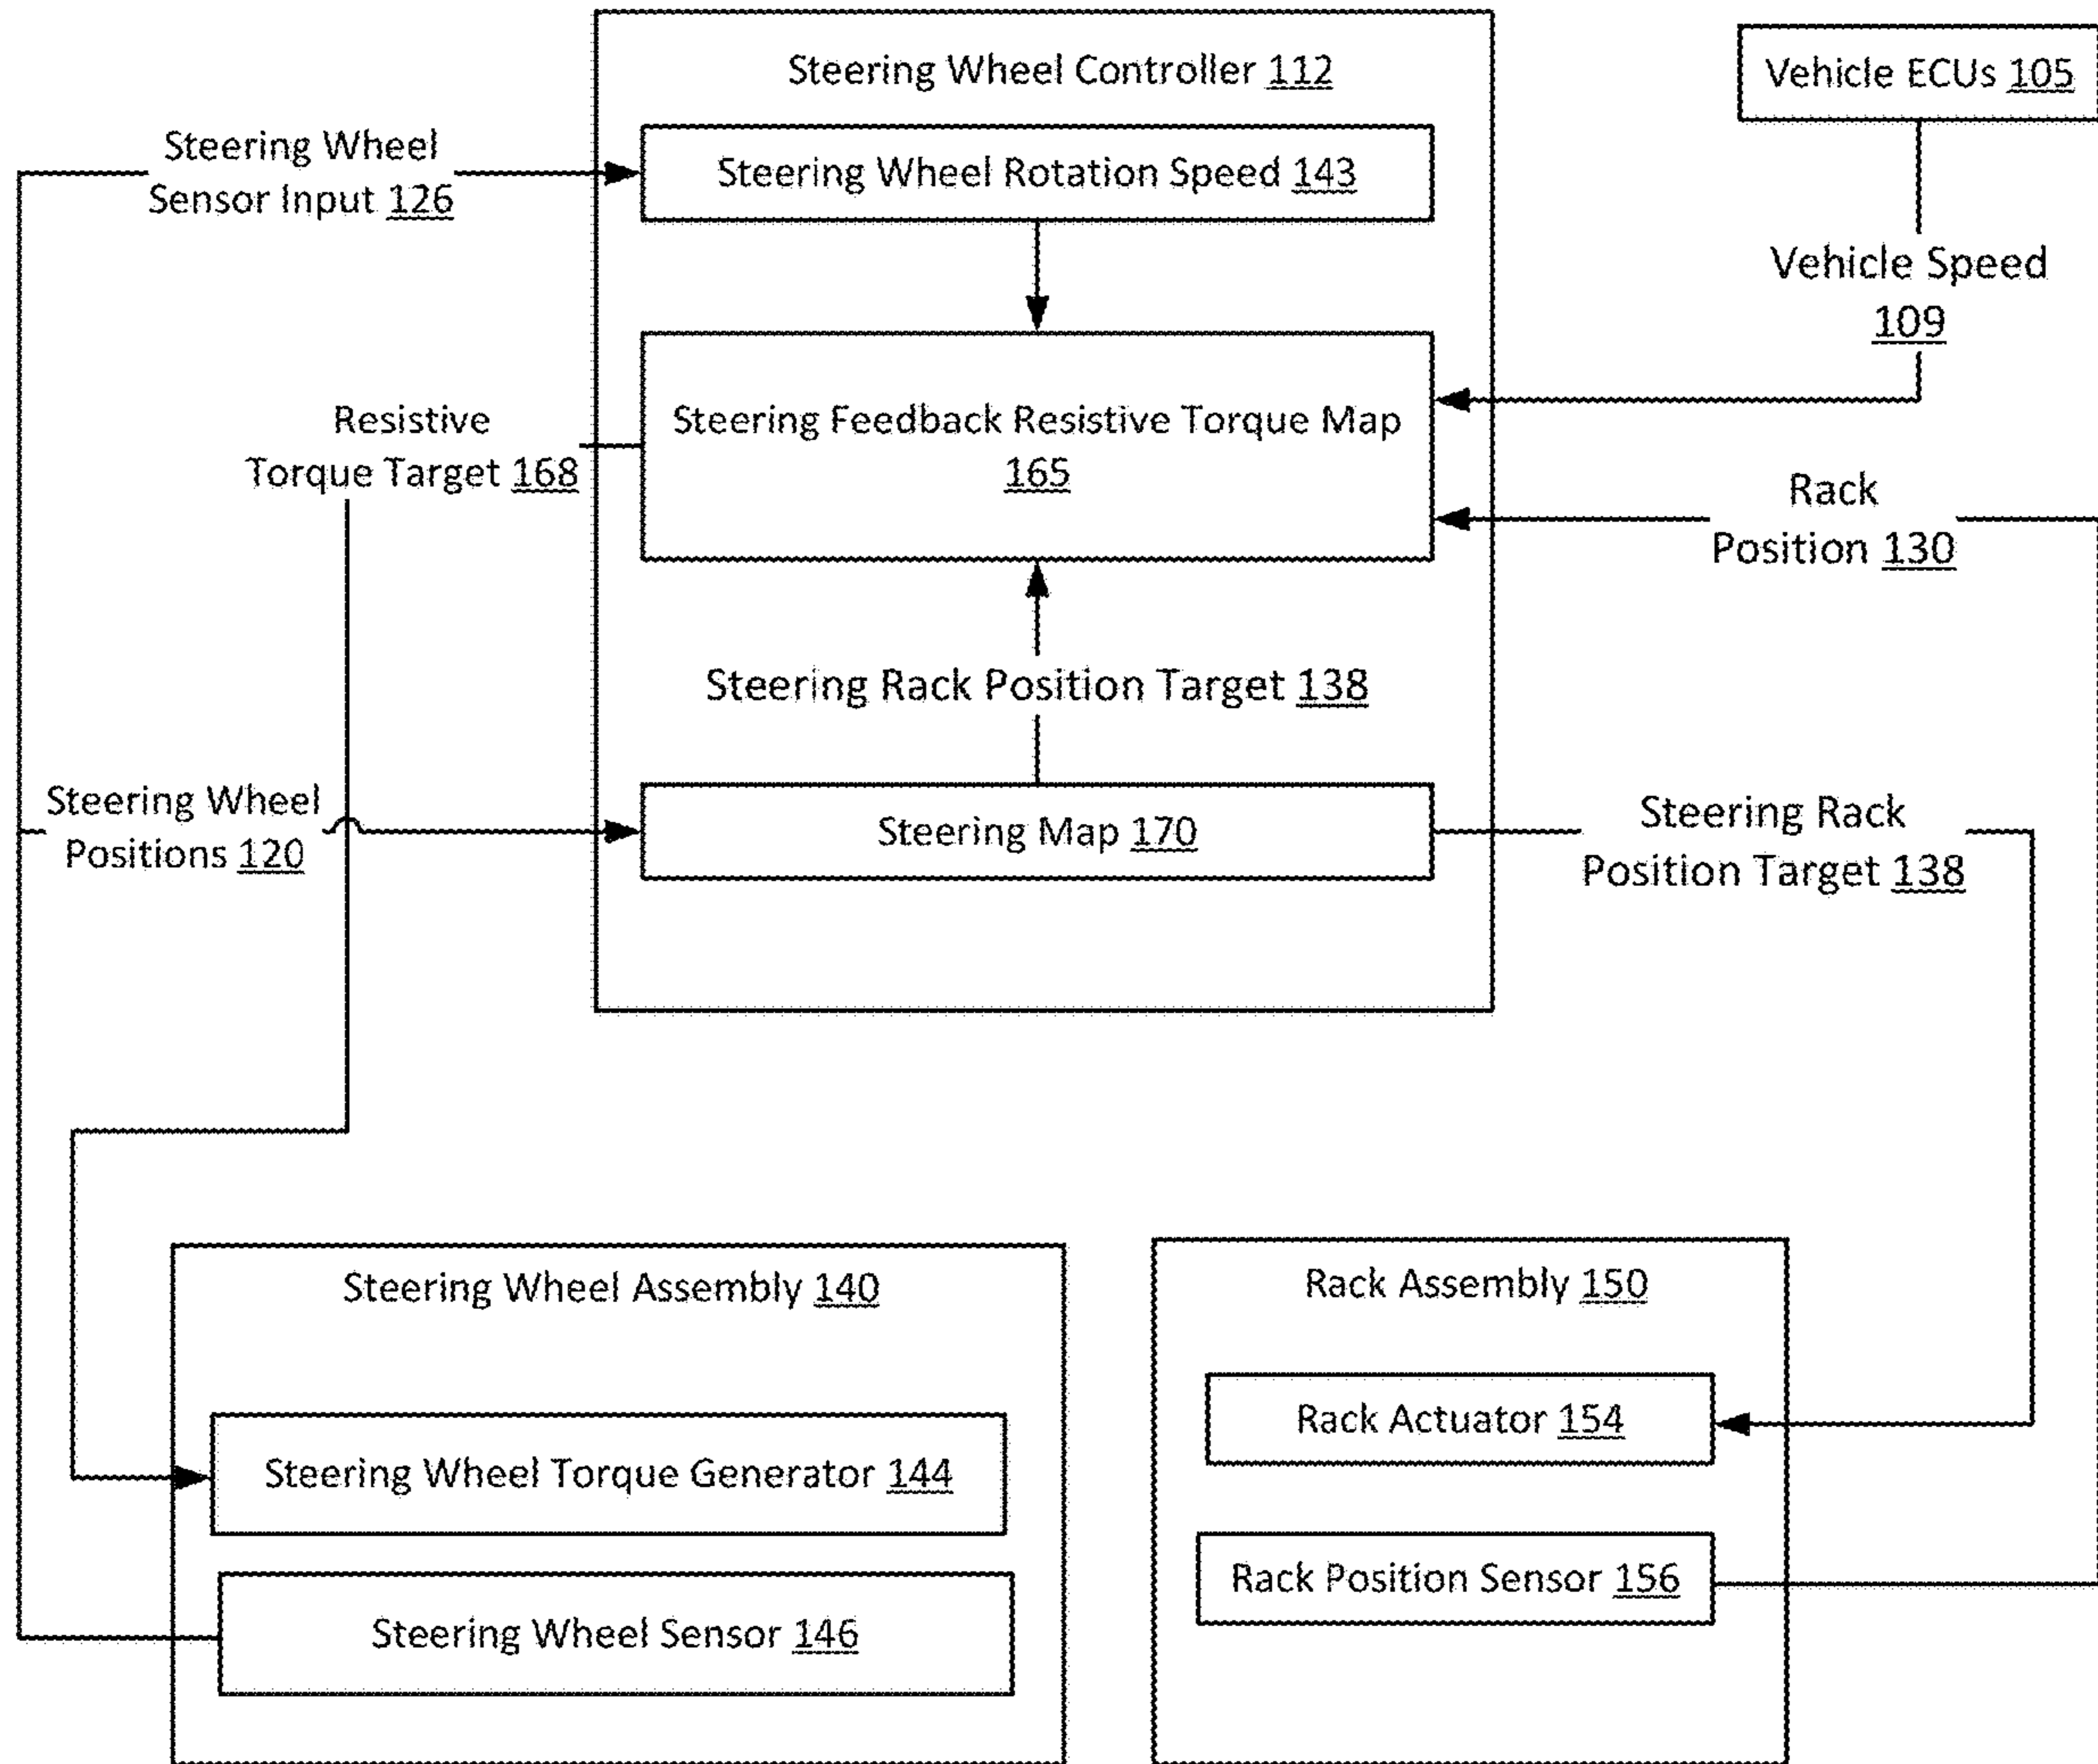 Steering Wheel Controller 112
Vehicle ECUs 105
Steering Wheel
Sensor Input 126
Steering Wheel Rotation Speed 143
Vehicle Speed
109
Resistive
Torque Target 168
Steering Feedback Resistive Torque Map
165
Rack
Position 130
Steering Rack Position Target 138
Steering Wheel
Positions 120
Steering Map 170
Steering Rack
Position Target 138
Steering Wheel Assembly 140
Rack Assembly 150
Rack Actuator 154
Steering Wheel Torque Generator 144
Rack Position Sensor 156
Steering Wheel Sensor 146